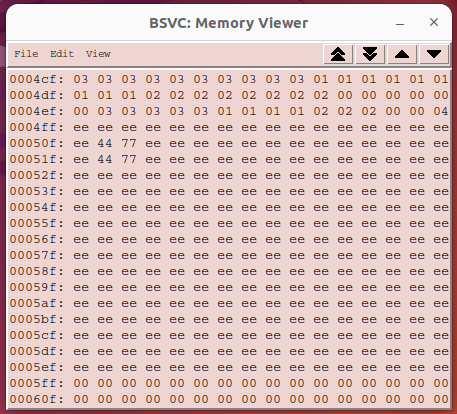 BSVC: Memory Viewer
File Edit View
0004cf: 03 03 03 03 03 03 03 03 03 03 01 01 01 01 01 01
0004df: 01 01 01 02 02 02 02 02 02 02 02 00 00 00 00 00
0004ef: 00 03 03 03 03 03 01 01 01 01 02 02 02 00 00 04
0004ff: ee ee ee ee ee ee ee ee ee ee ee ee ee ee ee ee
00050f: ee 44 77 ee ee ee ee ee ee ee ee ee ee ee ee ee
00051f: ee 44 77 ee ee ee ee ee ee ee ee ee ee ee ee ee
00052f: ee ee ee ee ee ee ee ee ee ee ee ee ee ee ee ee
00053f: ee ee ee ee ee ee ee ee ee ee ee ee ee ee ee ee
00054f: ee ee ee ee ee ee ee ee ee ee ee ee ee ee ee ee
00055f: ee ee ee ee ee ee ee ee ee ee ee ee ee ee ee ee
00056f: ee ee ee ee ee ee ee ee ee ee ee ee ee ee ee ee
00057f: ee ee ee ee ee ee ee ee ee ee ee ee ee ee ee ee
00058f: ee ee ee ee ee ee ee ee ee ee ee ee ee ee ee ee
00059f: ee ee ee ee ee ee ee ee ee ee ee ee ee ee ee ee
0005af: ee ee ee ee ee ee ee ee ee ee ee ee ee ee ee ee
0005bf: ee ee ee ee ee ee ee ee ee ee ee ee ee ee ee ee
0005cf: ee ee ee ee ee ee ee ee ee ee ee ee ee ee ee ee
0005df: ee ee ee ee ee ee ee ee ee ee ee ee ee ee ee ee
0005ef: ee ee ee ee ee ee ee ee ee ee ee ee ee ee ee ee
0005ff: 00 00 00 00 00 00 00 00 00 00 00 00 00 00 00 00
00060f: 00 00 00 00 00 00 00 00 00 00 00 00 00 00 00 00